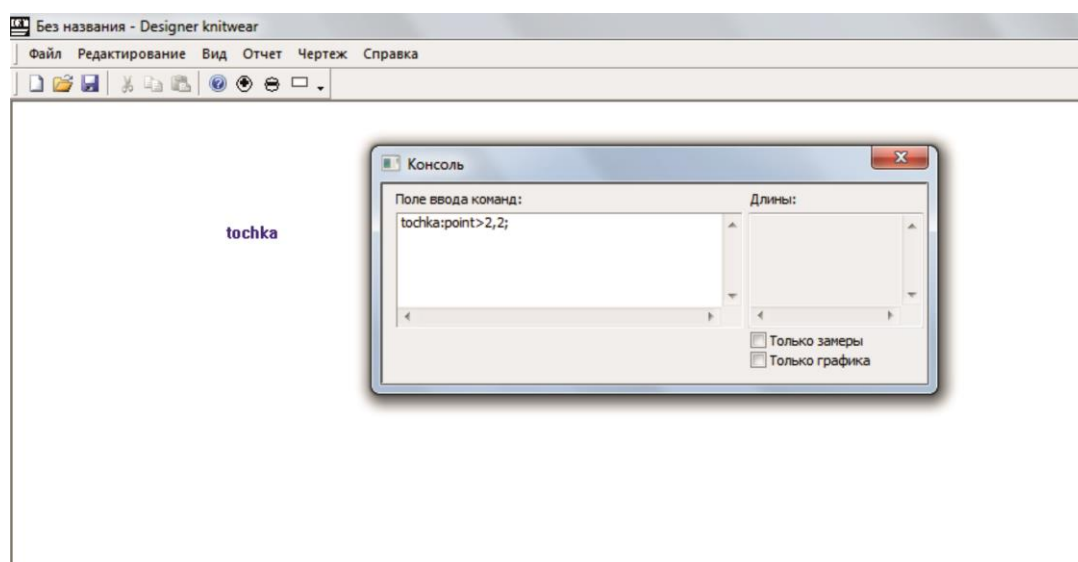 Без названия - Designer knitwear
Файл Редактирование Вид Отчет Чертеж Справка
Консоль
Поле ввода команд: Длины:
tochka:point>2,2;
tochka
Только замеры
Только графика